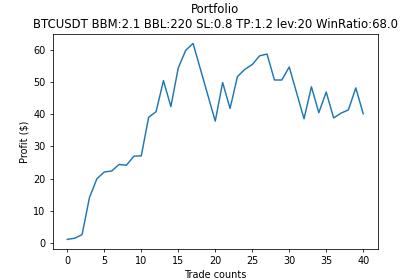 Portfolio
BTCUSDT BBM:2.1 BBL:220 SL:0.8 TP:1.2 lev:20 WinRatio:68.0
60
50
40
30
20
10
0
Profit ($)
0 5 10 15 20 25 30 35 40
Trade counts